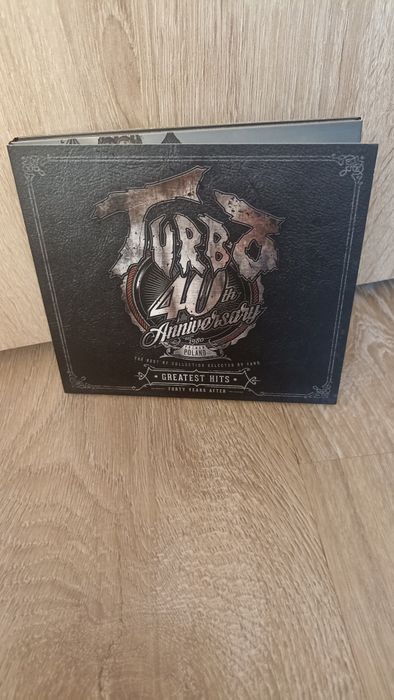 TURBO
40th
Anniversary
1980
POLAND
THE BEST OF COLLECTION SELECTED BY FANS
GREATEST HITS
FORTY YEARS AFTER